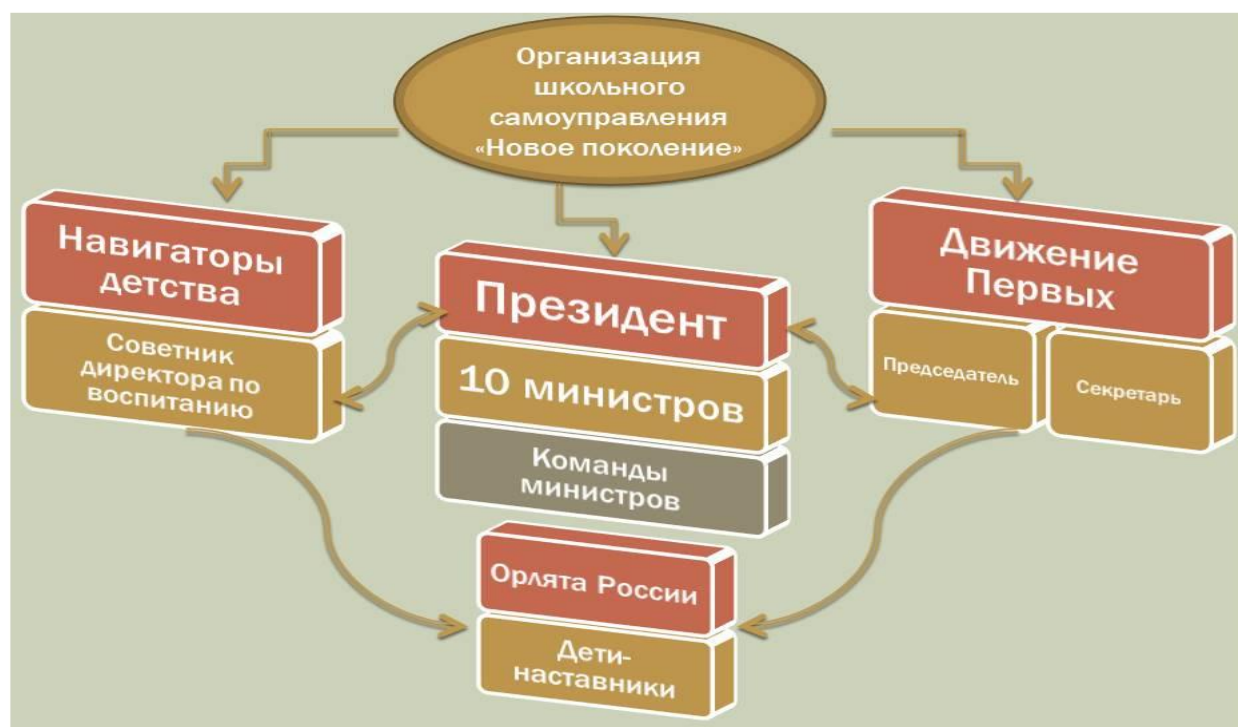 Организация
школьного
самоуправления
«Новое поколение»
Навигаторы
детства
Советник
директора по
воспитанию
Президент
10 министров
Команды
министров
Движение
Первых
Председатель
Секретарь
Орлята России
Дети-
наставники